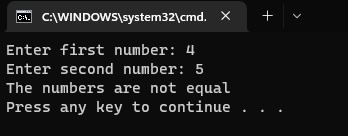 C:\WINDOWS\system32\cmd.
Enter first number: 4
Enter second number: 5
The numbers are not equal
Press any key to continue . . .